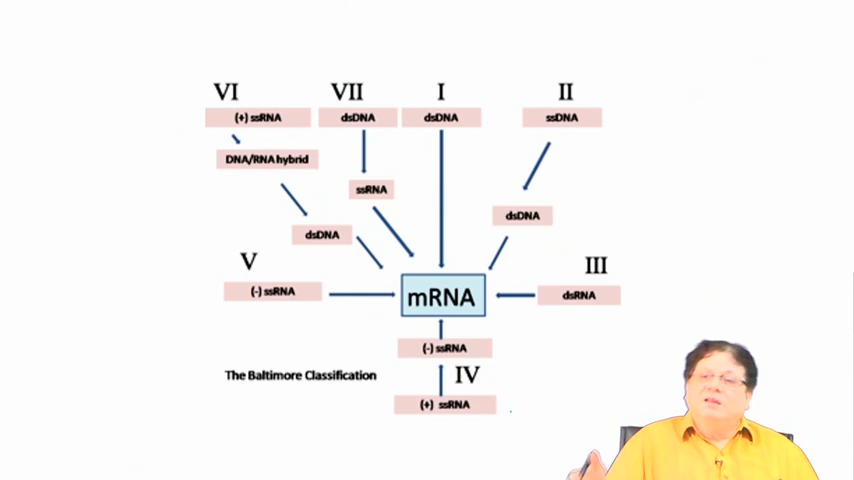 VI
VII
I
II
(+) ssRNA
dsDNA
dsDNA
ssDNA
DNA/RNA hybrid
ssRNA
dsDNA
dsDNA
V
III
(-) ssRNA
mRNA
dsRNA
(-) ssRNA
The Baltimore Classification
IV
(+) ssRNA